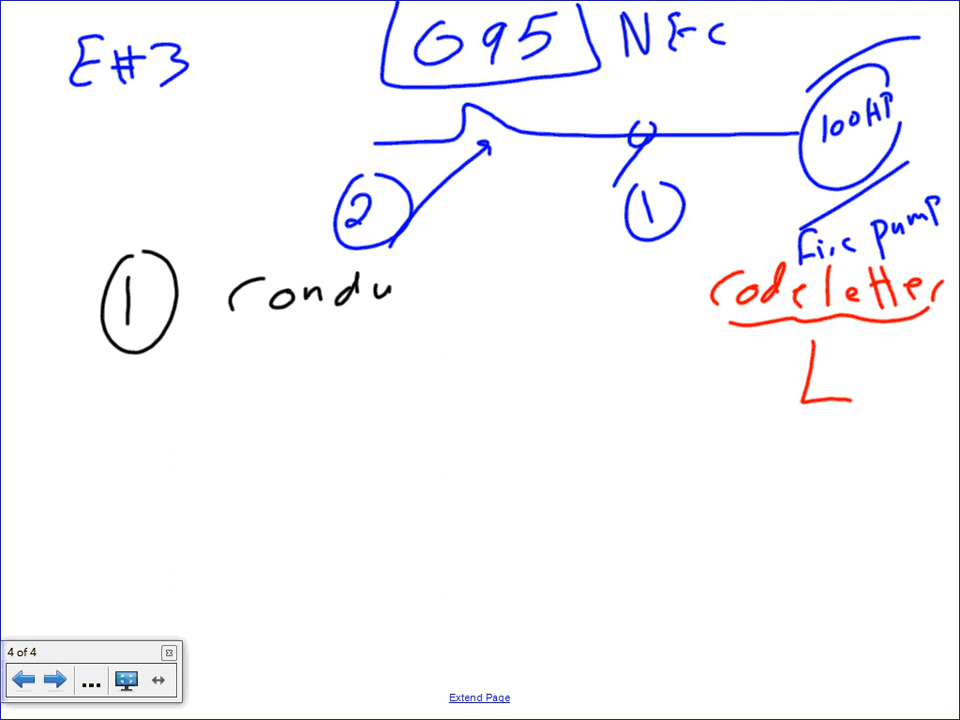 E#3
695 NEC
100HP
2
1
Fire pump
1 condu
code letter
L
4 of 4
...
Extend Page